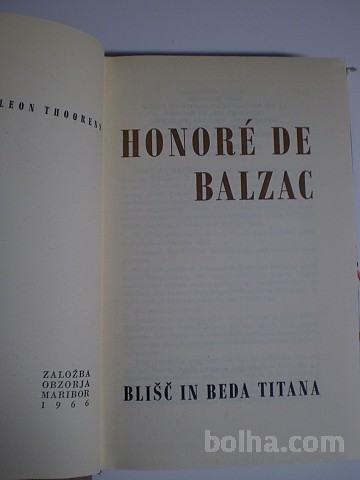 LEON THOORENS
HONORÉ DE
BALZAC
ZALOŽBA
OBZORJA
MARIBOR
1966
BLIŠČ IN BEDA TITANA
bolha.com